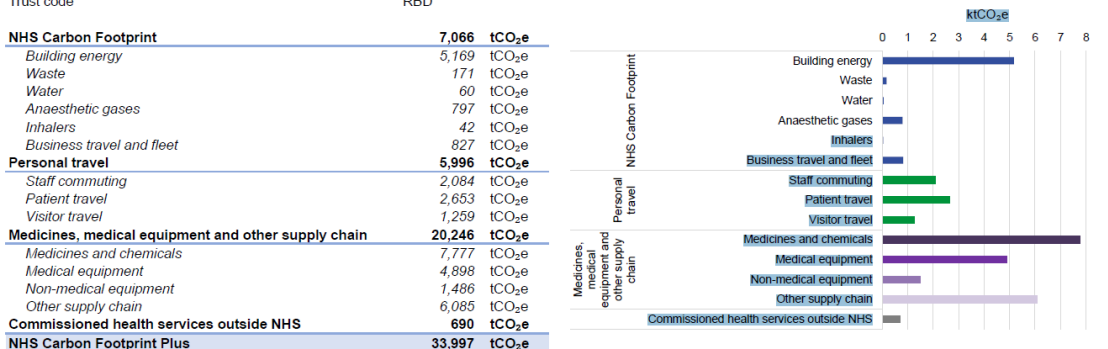 Trust code RBD
NHS Carbon Footprint 7,066 tCO₂e
Building energy 5,169 tCO₂e
Waste 171 tCO₂e
Water 60 tCO₂e
Anaesthetic gases 797 tCO₂e
Inhalers 42 tCO₂e
Business travel and fleet 827 tCO₂e
Personal travel 5,996 tCO₂e
Staff commuting 2,084 tCO₂e
Patient travel 2,653 tCO₂e
Visitor travel 1,259 tCO₂e
Medicines, medical equipment and other supply chain 20,246 tCO₂e
Medicines and chemicals 7,777 tCO₂e
Medical equipment 4,898 tCO₂e
Non-medical equipment 1,486 tCO₂e
Other supply chain 6,085 tCO₂e
Commissioned health services outside NHS 690 tCO₂e
NHS Carbon Footprint Plus 33,997 tCO₂e
ktCO₂e
0 1 2 3 4 5 6 7 8
NHS Carbon Footprint
Building energy
Waste
Water
Anaesthetic gases
Inhalers
Business travel and fleet
Personal
travel
Staff commuting
Patient travel
Visitor travel
Medicines,
medical
equipment and
other supply
chain
Medicines and chemicals
Medical equipment
Non-medical equipment
Other supply chain
Commissioned health services outside NHS